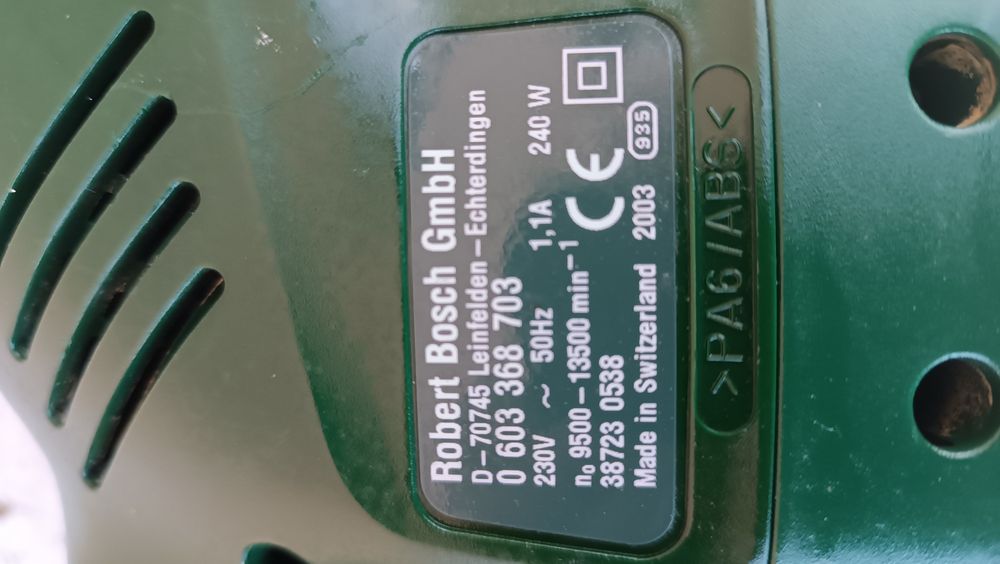 Robert Bosch GmbH
D-70745 Leinfelden-Echterdingen
0 603 368 703
230V ~ 50Hz 1,1A 240 W
n₀ 9500-13500 min⁻¹ CE
38723 0538 935
Made in Switzerland 2003
>PA6/ABS<